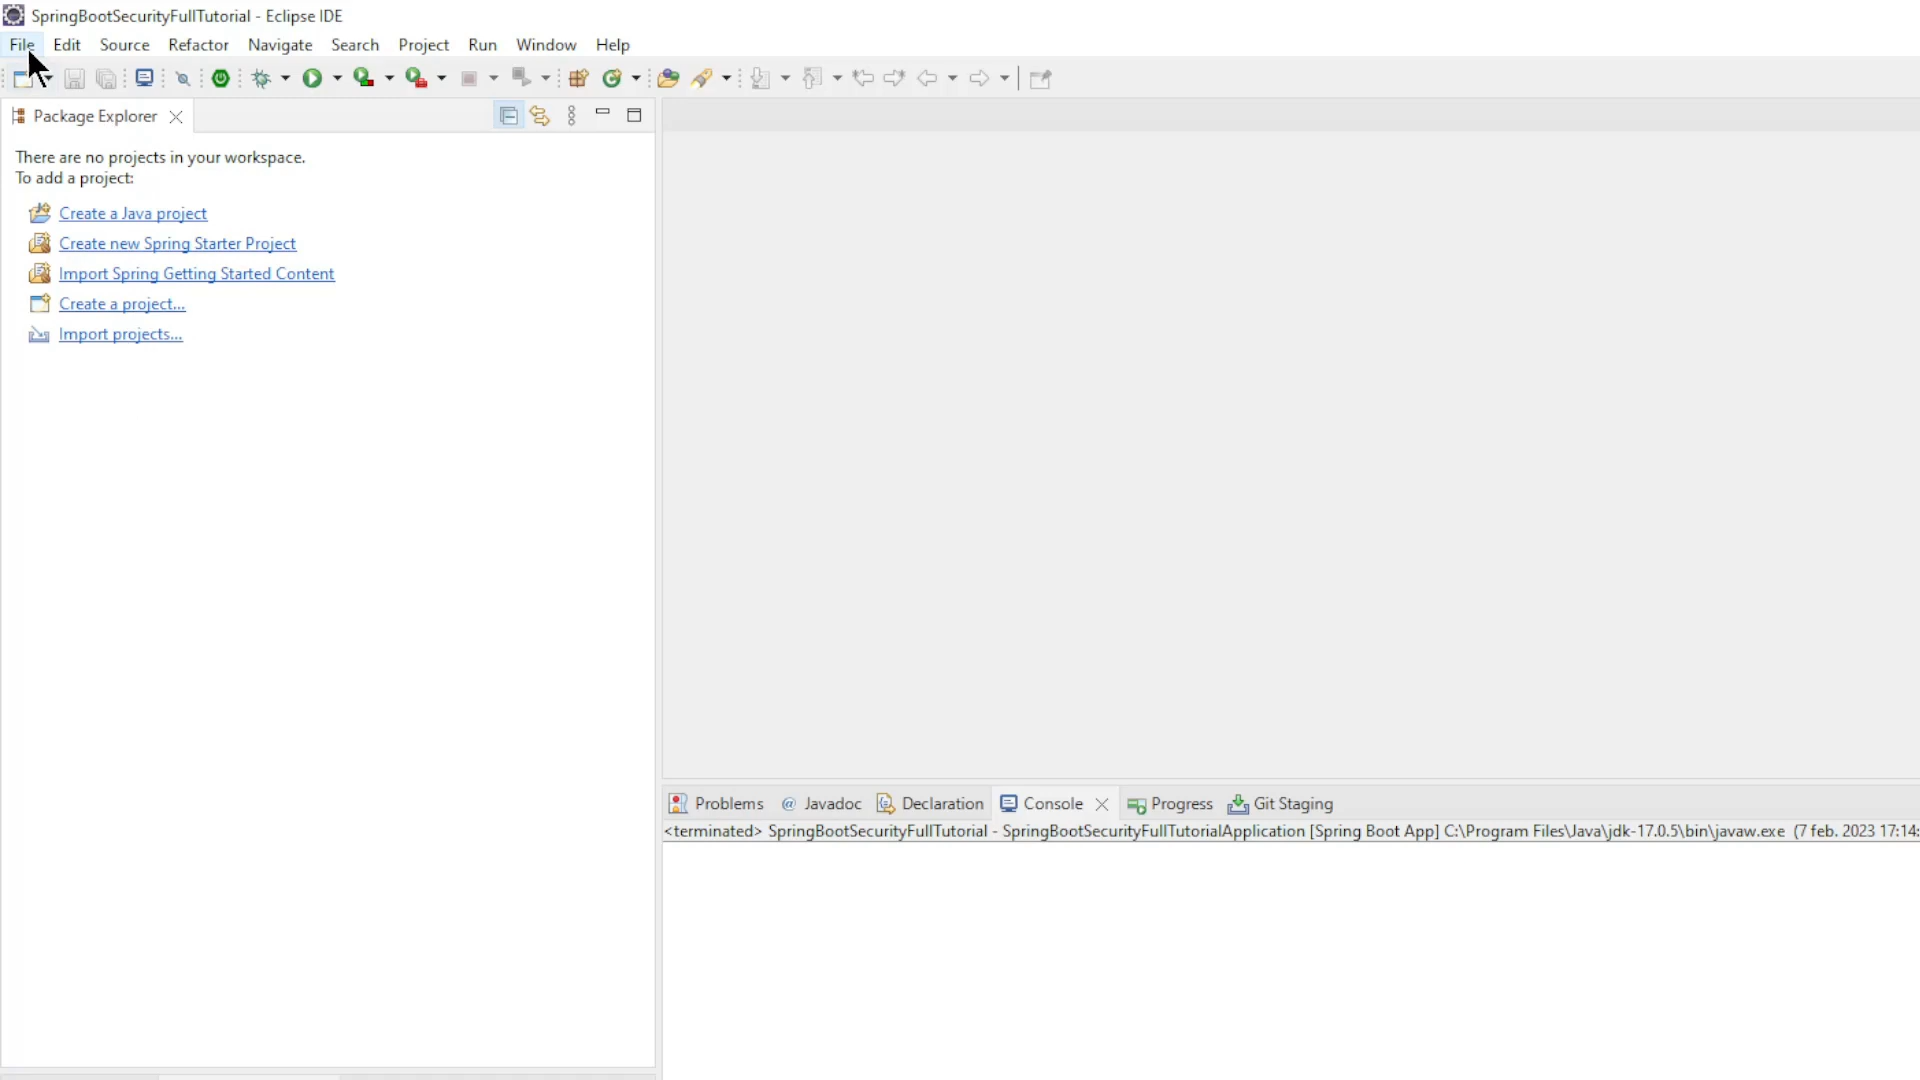 SpringBootSecurityFullTutorial - Eclipse IDE
File Edit Source Refactor Navigate Search Project Run Window Help
Package Explorer
There are no projects in your workspace.
To add a project:
Create a Java project
Create new Spring Starter Project
Import Spring Getting Started Content
Create a project...
Import projects...
Problems @ Javadoc Declaration Console Progress Git Staging
<terminated> SpringBootSecurityFullTutorial - SpringBootSecurityFullTutorialApplication [Spring Boot App] C:\Program Files\Java\jdk-17.0.5\bin\javaw.exe (7 feb. 2023 17:14: